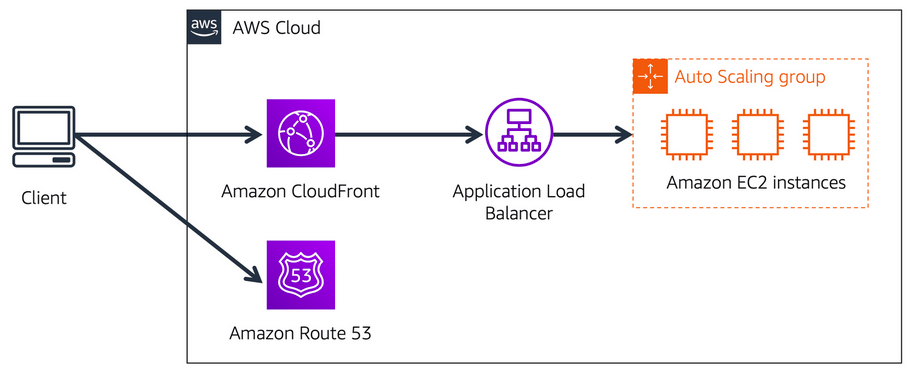 aws
AWS Cloud
Auto Scaling group
Client
Amazon CloudFront
Application Load
Balancer
Amazon EC2 instances
53
Amazon Route 53